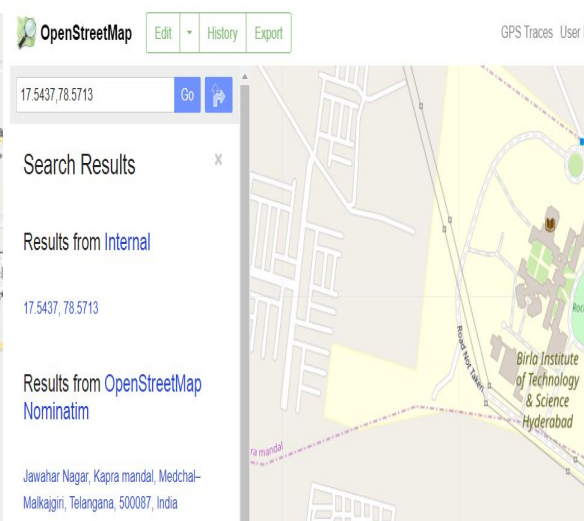 OpenStreetMap
Edit
History
Export
GPS Traces
User
17.5437,78.5713
Go
Search Results
×
Results from Internal
17.5437, 78.5713
Results from OpenStreetMap
Nominatim
Jawahar Nagar, Kapra mandal, Medchal–
Malkajgiri, Telangana, 500087, India
Road Not Taken
Birla Institute
of Technology
& Science
Hyderabad
ra mandal
Roc